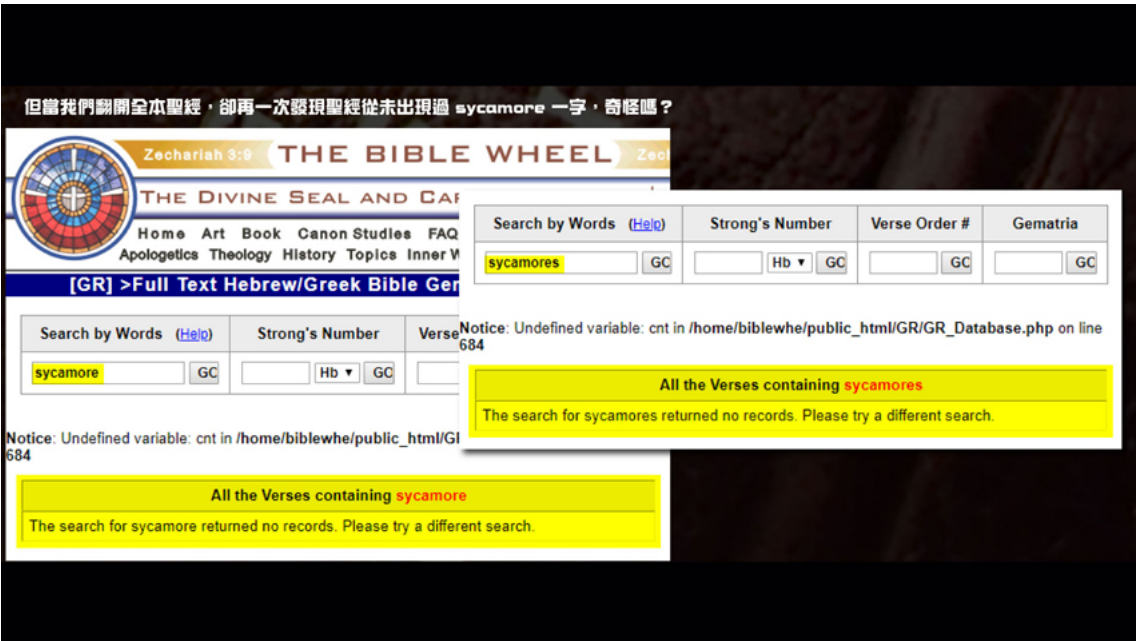 但當我們翻開全本聖經,卻再一次發現聖經從未出現過 sycamore 一字,奇怪嗎?
Zechariah 3:9 THE BIBLE WHEEL Zec
THE DIVINE SEAL AND CAP
Home Art Book Canon Studies FAQ
Apologetics Theology History Topics Inner W
[GR] >Full Text Hebrew/Greek Bible Ger
Search by Words (Help) Strong's Number Verse
sycamore GO Hb ▼ GO
Notice: Undefined variable: cnt in /home/biblewhe/public_html/GI
684
All the Verses containing sycamore
The search for sycamore returned no records. Please try a different search.
Search by Words (Help) Strong's Number Verse Order # Gematria
sycamores GO Hb ▼ GO GO GO
Notice: Undefined variable: cnt in /home/biblewhe/public_html/GR/GR_Database.php on line
684
All the Verses containing sycamores
The search for sycamores returned no records. Please try a different search.